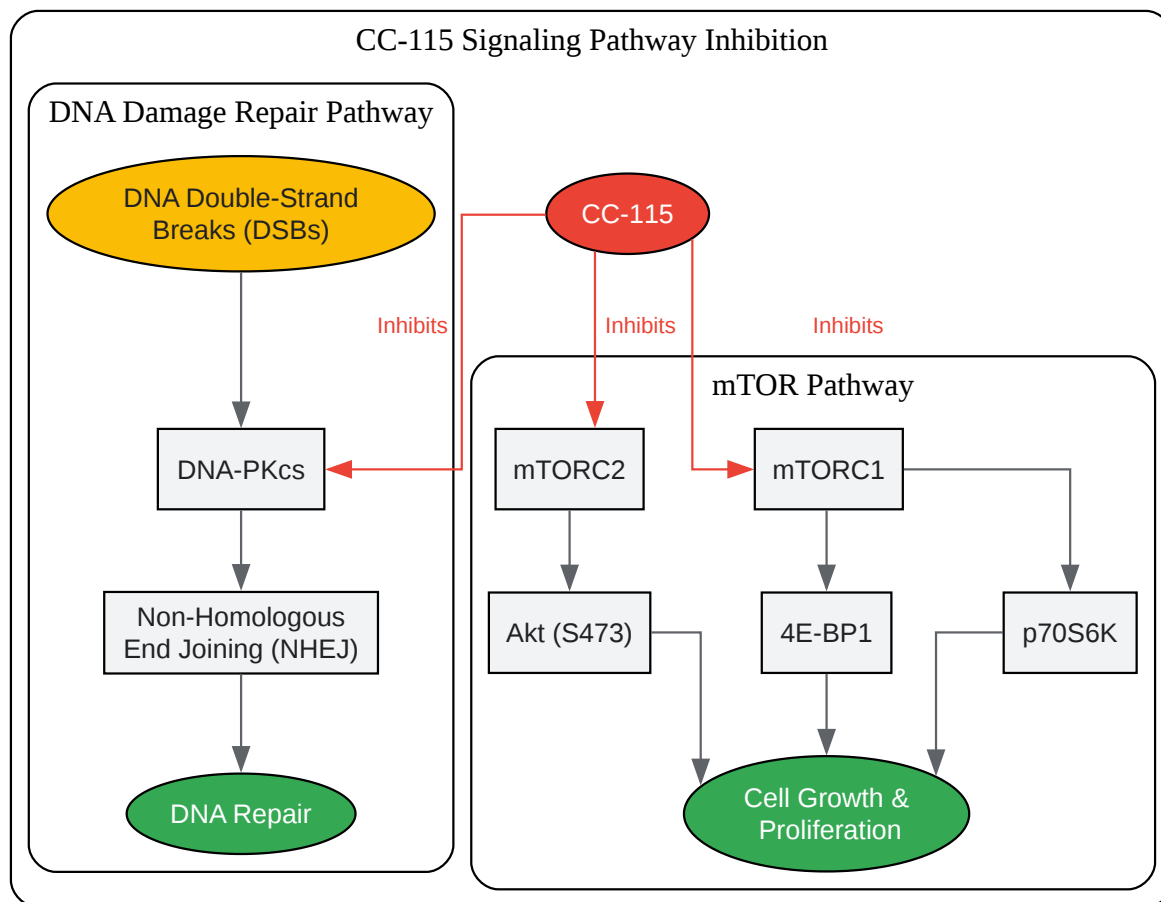 CC-115 Signaling Pathway Inhibition
DNA Damage Repair Pathway
DNA Double-Strand
Breaks (DSBs)
CC-115
Inhibits
Inhibits
Inhibits
mTOR Pathway
DNA-PKcs
mTORC2
mTORC1
Non-Homologous
End Joining (NHEJ)
Akt (S473)
4E-BP1
p70S6K
DNA Repair
Cell Growth &
Proliferation